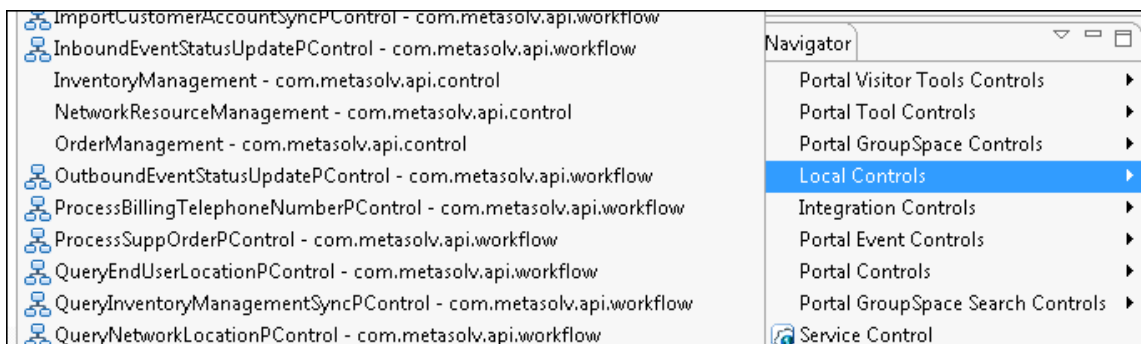 ImportCustomerAccountSyncPControl - com.metasolv.api.workflow
InboundEventStatusUpdatePControl - com.metasolv.api.workflow
InventoryManagement - com.metasolv.api.control
NetworkResourceManagement - com.metasolv.api.control
OrderManagement - com.metasolv.api.control
OutboundEventStatusUpdatePControl - com.metasolv.api.workflow
ProcessBillingTelephoneNumberPControl - com.metasolv.api.workflow
ProcessSuppOrderPControl - com.metasolv.api.workflow
QueryEndUserLocationPControl - com.metasolv.api.workflow
QueryInventoryManagementSyncPControl - com.metasolv.api.workflow
QueryNetworkLocationPControl - com.metasolv.api.workflow
Navigator
Portal Visitor Tools Controls
Portal Tool Controls
Portal GroupSpace Controls
Local Controls
Integration Controls
Portal Event Controls
Portal Controls
Portal GroupSpace Search Controls
Service Control